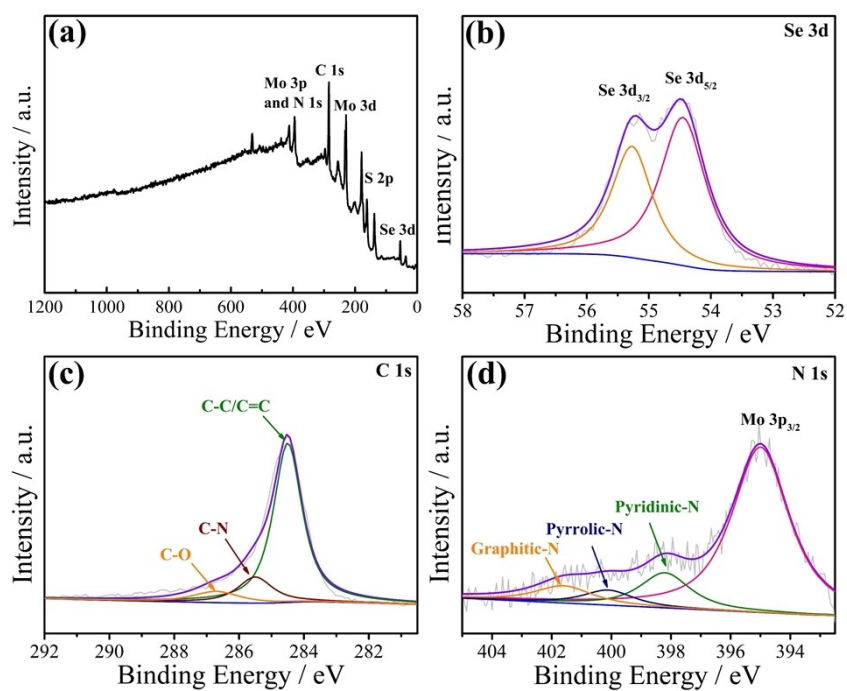 (a)
C 1s
Mo 3p
and N 1s
Mo 3d
S 2p
Se 3d
Intensity / a.u.
1200 1000 800 600 400 200 0
Binding Energy / eV
(b)
Se 3d
Se 3d3/2
Se 3d5/2
Intensity / a.u.
58 57 56 55 54 53 52
Binding Energy / eV
(c)
C 1s
C-C/C=C
C-N
C-O
Intensity / a.u.
292 290 288 286 284 282
Binding Energy / eV
(d)
N 1s
Mo 3p3/2
Pyridinic-N
Pyrrolic-N
Graphitic-N
Intensity / a.u.
404 402 400 398 396 394
Binding Energy / eV